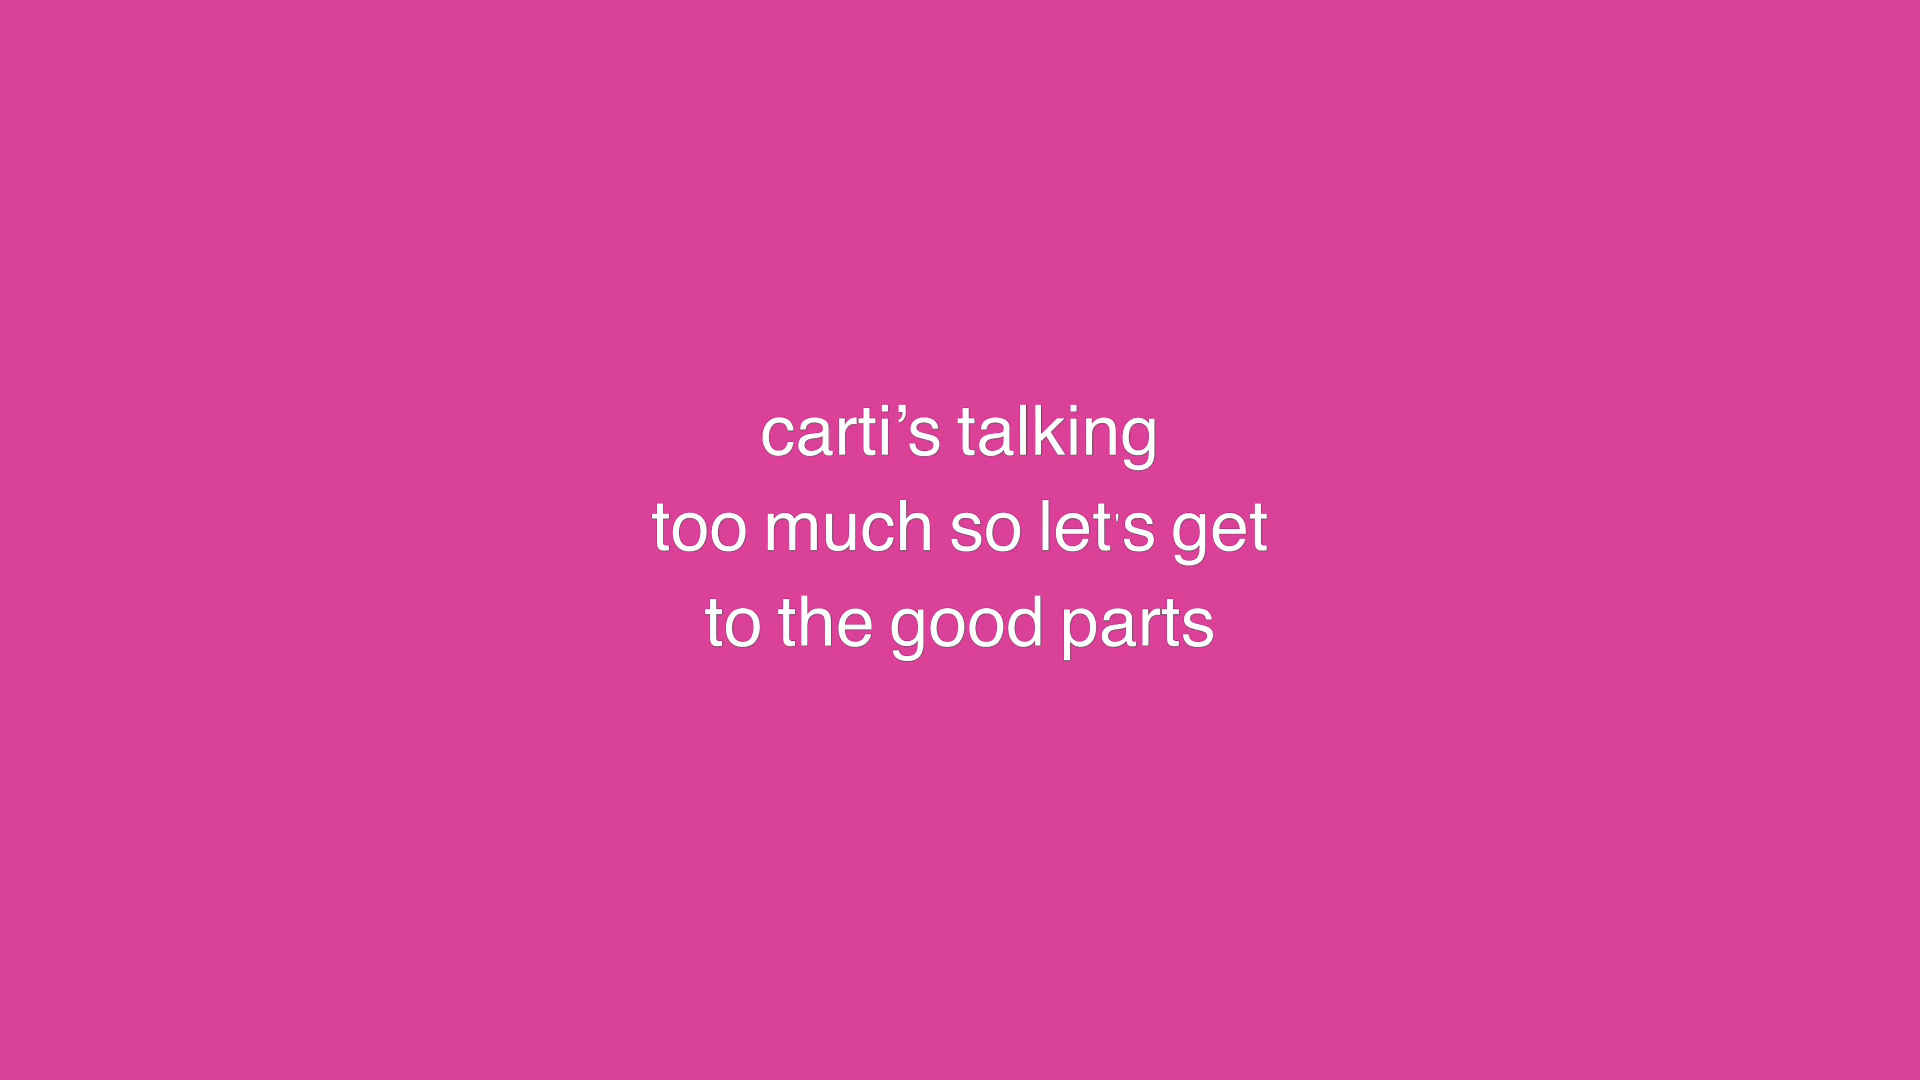 carti’s talking
too much so let's get
to the good parts